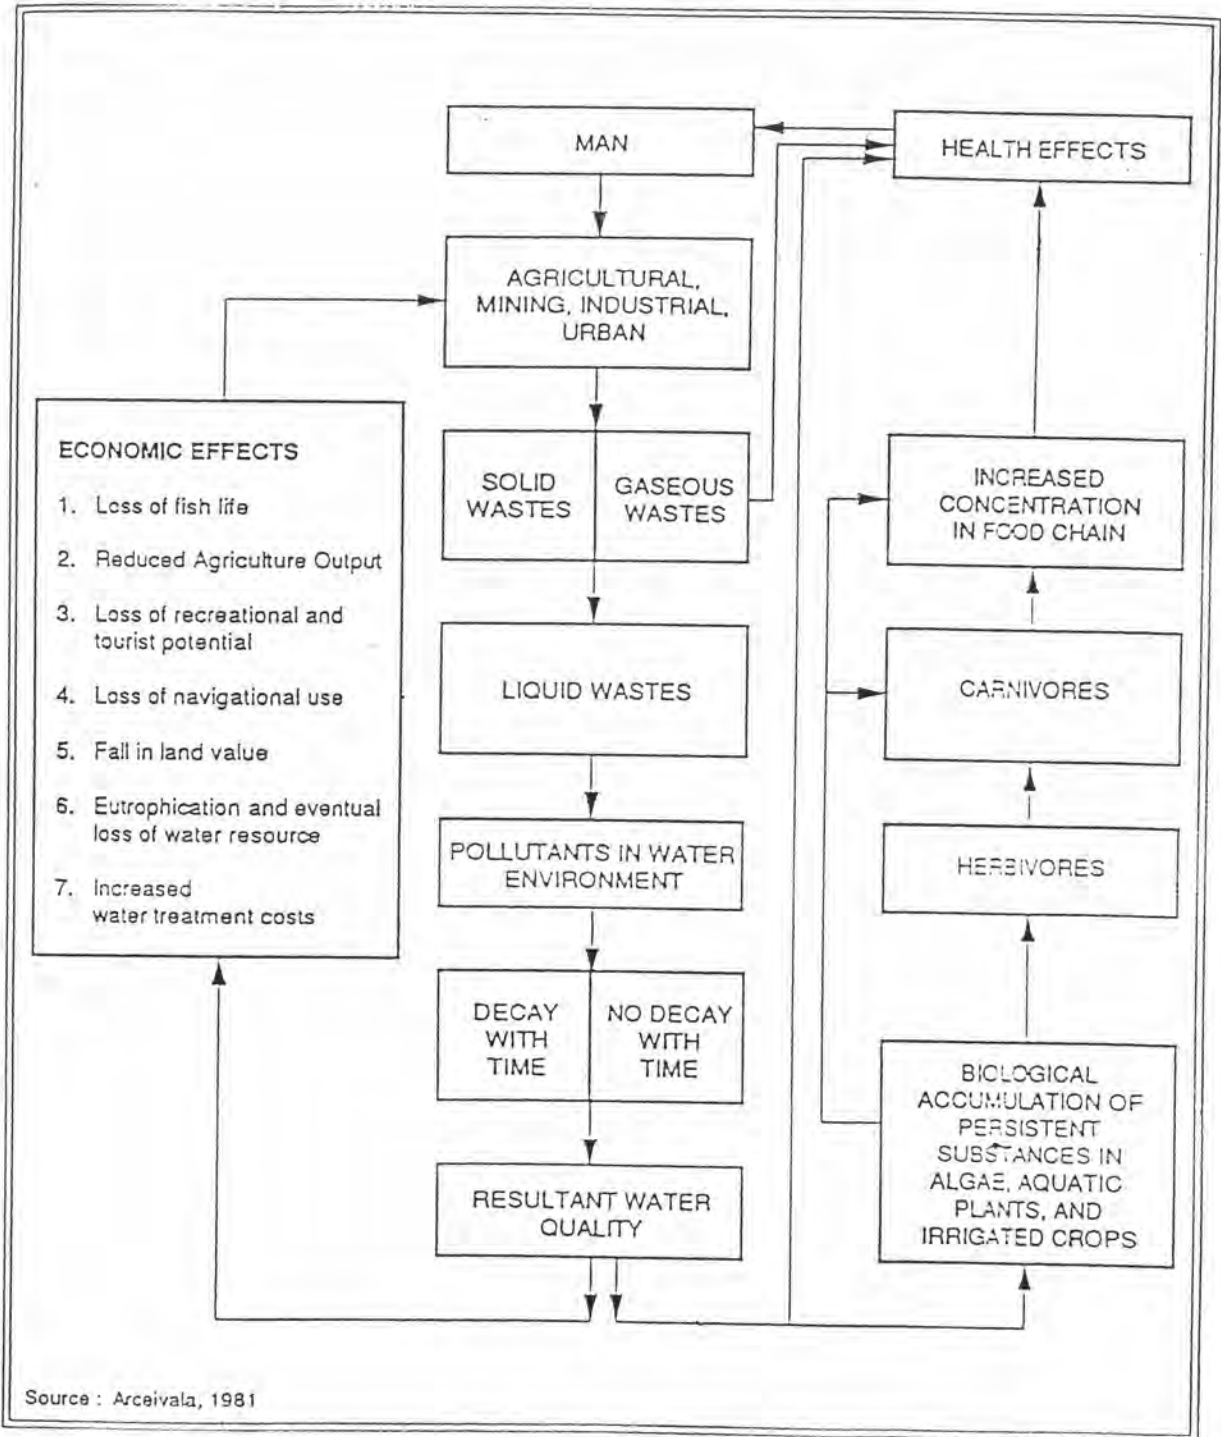 MAN
HEALTH EFFECTS
AGRICULTURAL,
MINING, INDUSTRIAL,
URBAN
ECONOMIC EFFECTS
1. Loss of fish life
2. Reduced Agriculture Output
3. Loss of recreational and
tourist potential
4. Loss of navigational use
5. Fall in land value
6. Eutrophication and eventual
loss of water resource
7. Increased
water treatment costs
SOLID
WASTES
GASEOUS
WASTES
LIQUID WASTES
POLLUTANTS IN WATER
ENVIRONMENT
DECAY
WITH
TIME
NO DECAY
WITH
TIME
RESULTANT WATER
QUALITY
INCREASED
CONCENTRATION
IN FOOD CHAIN
CARNIVORES
HERBIVORES
BIOLOGICAL
ACCUMULATION OF
PERSISTENT
SUBSTANCES IN
ALGAE, AQUATIC
PLANTS, AND
IRRIGATED CROPS
Source : Arceivala, 1981